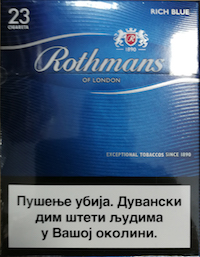 23
CIGARETA
RICH BLUE
R
1890
Rothmans
OF LONDON
EXCEPTIONAL TOBACCOS SINCE 1890
Пушење убија. Дувански
дим штети људима
у Вашој околини.